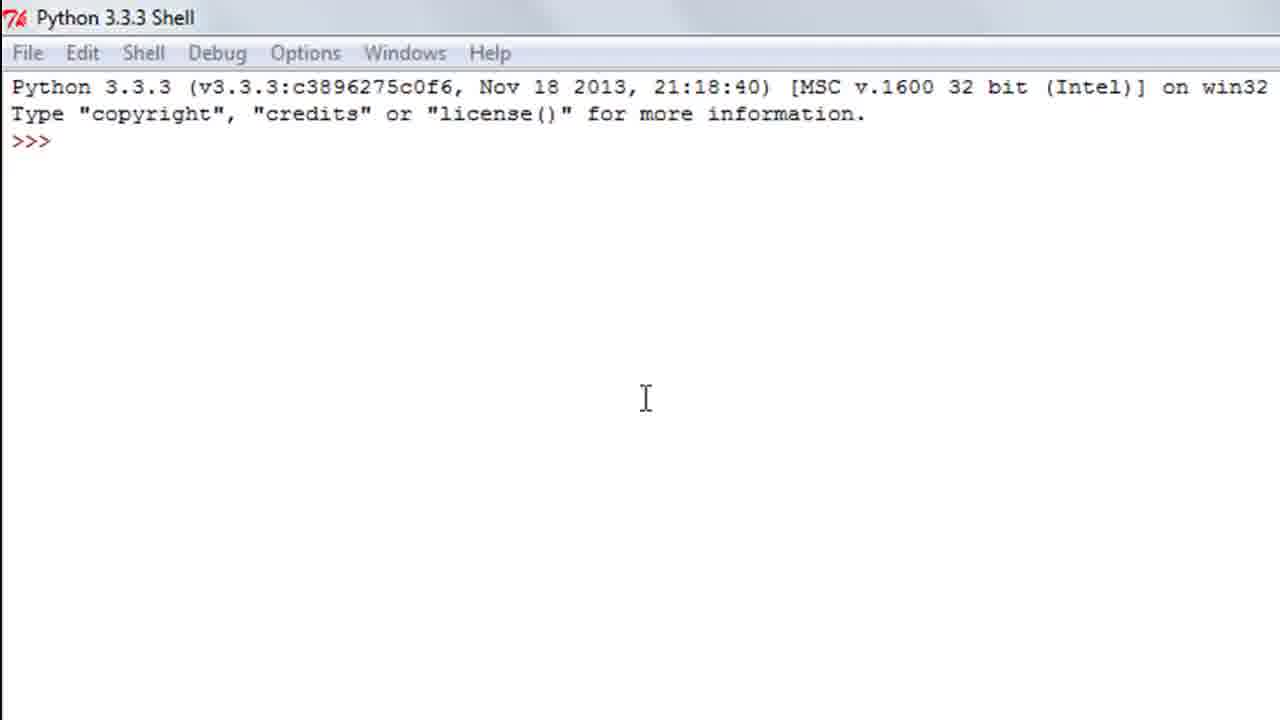 Python 3.3.3 Shell
File Edit Shell Debug Options Windows Help
Python 3.3.3 (v3.3.3:c3896275c0f6, Nov 18 2013, 21:18:40) [MSC v.1600 32 bit (Intel)] on win32
Type "copyright", "credits" or "license()" for more information.
>>>